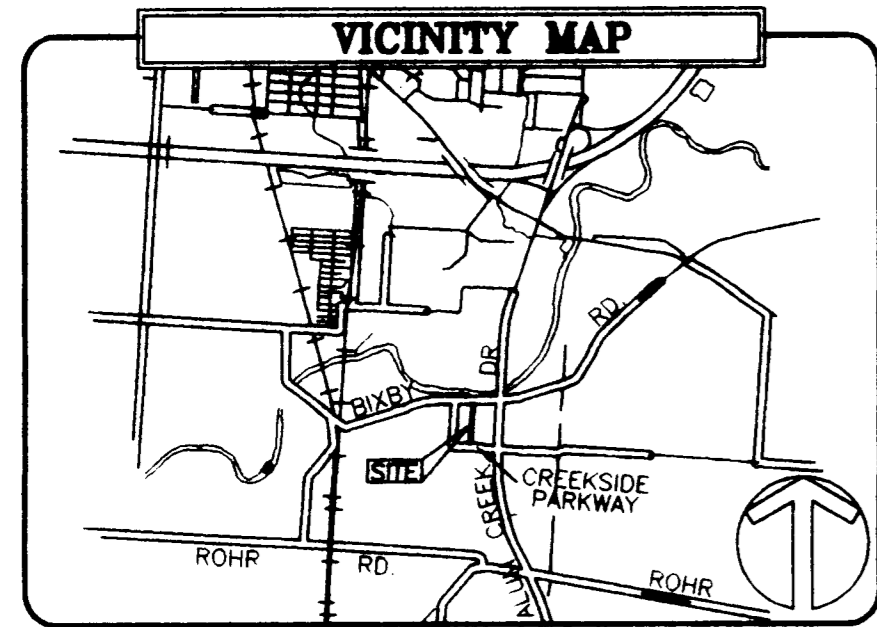 VICINITY MAP
RD.
DR
BIXBY
SITE
CREEKSIDE
PARKWAY
ALUM CREEK
ROHR
RD.
ROHR